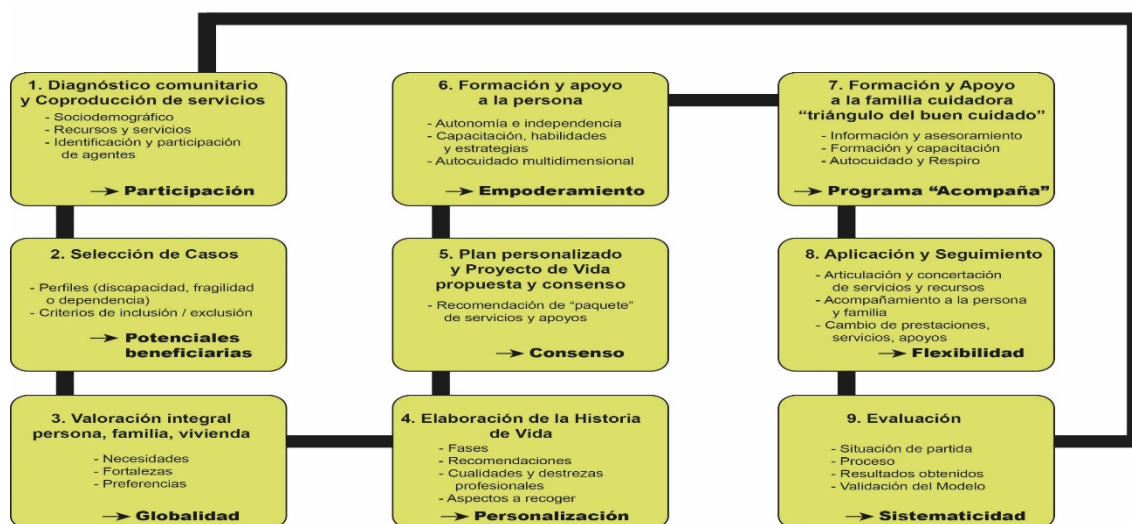 1. Diagnóstico comunitario
y Coproducción de servicios
- Sociodemográfico
- Recursos y servicios
- Identificación y participación
de agentes
→ Participación
2. Selección de Casos
- Perfiles (discapacidad, fragilidad
o dependencia)
- Criterios de inclusión / exclusión
→ Potenciales
beneficiarias
3. Valoración integral
persona, familia, vivienda
- Necesidades
- Fortalezas
- Preferencias
→ Globalidad
4. Elaboración de la Historia
de Vida
- Fases
- Recomendaciones
- Cualidades y destrezas
profesionales
- Aspectos a recoger
→ Personalización
5. Plan personalizado
y Proyecto de Vida
propuesta y consenso
- Recomendación de "paquete"
de servicios y apoyos
→ Consenso
6. Formación y apoyo
a la persona
- Autonomía e independencia
- Capacitación, habilidades
y estrategias
- Autocuidado multidimensional
→ Empoderamiento
7. Formación y Apoyo
a la familia cuidadora
"triángulo del buen cuidado"
- Información y asesoramiento
- Formación y capacitación
- Autocuidado y Respiro
→ Programa "Acompaña"
8. Aplicación y Seguimiento
- Articulación y concertación
de servicios y recursos
- Acompañamiento a la persona
y familia
- Cambio de prestaciones,
servicios, apoyos
→ Flexibilidad
9. Evaluación
- Situación de partida
- Proceso
- Resultados obtenidos
- Validación del Modelo
→ Sistematicidad